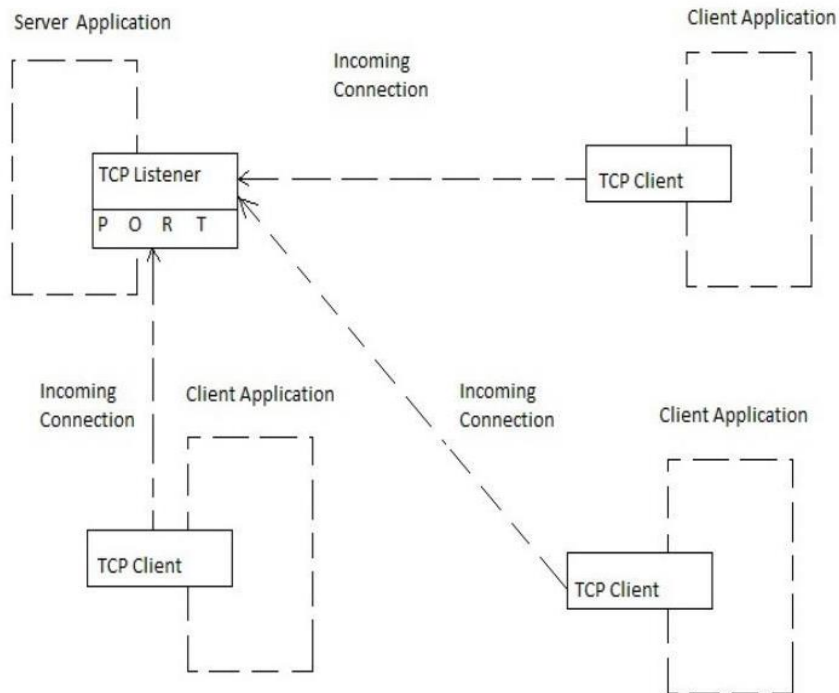 Server Application
Client Application
Incoming
Connection
TCP Listener
TCP Client
P O R T
Incoming
Connection
Client Application
Incoming
Connection
Client Application
TCP Client
TCP Client